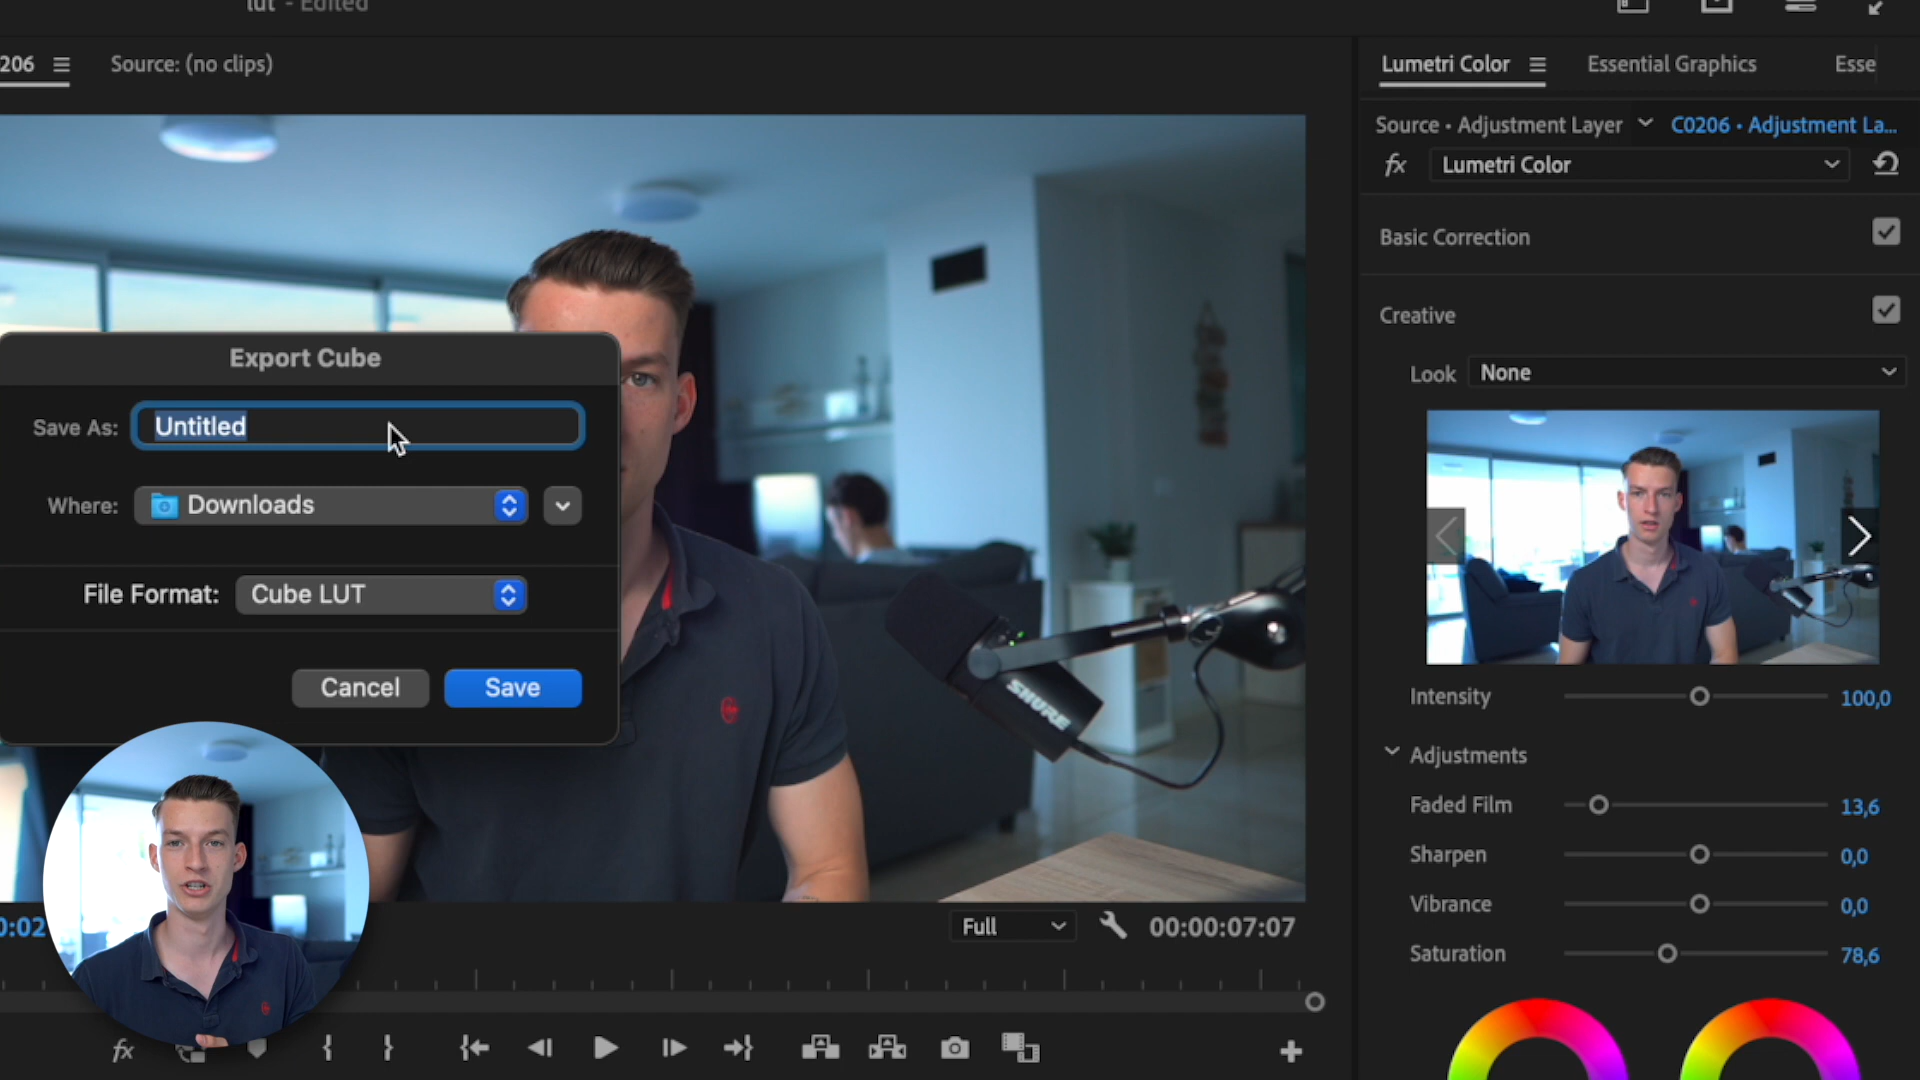 lut - Edited
206
Source: (no clips)
Lumetri Color
Essential Graphics
Esse
Source • Adjustment Layer
C0206 • Adjustment La...
fx
Lumetri Color
Basic Correction
Creative
Look
None
Export Cube
Save As:
Untitled
Where:
Downloads
File Format:
Cube LUT
Cancel
Save
SHURE
Intensity
100,0
Adjustments
Faded Film
13,6
Sharpen
0,0
Vibrance
0,0
Saturation
78,6
0:02
Full
00:00:07:07
fx